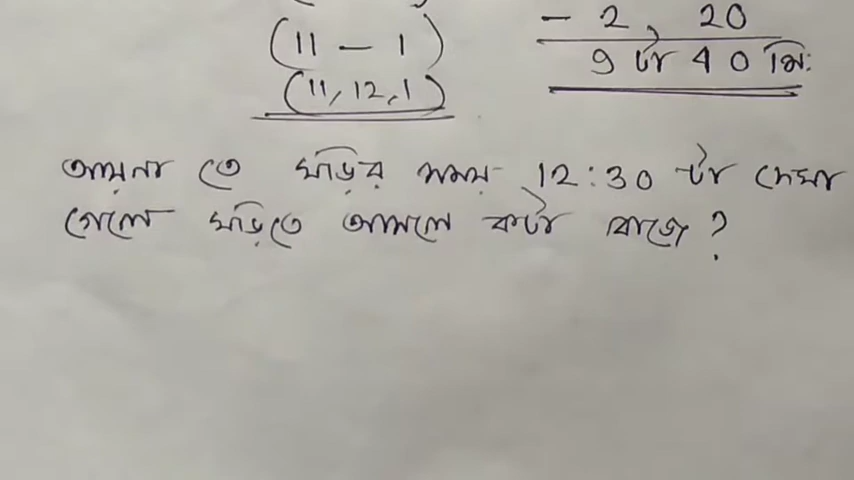 (11 – 1)
(11, 12, 1)
– 2, 20
9 টা 40 মি:
আয়না তে ঘড়ির সময় 12:30 টা দেখা
গেলে ঘড়িতে আসলে কটা বাজে ?